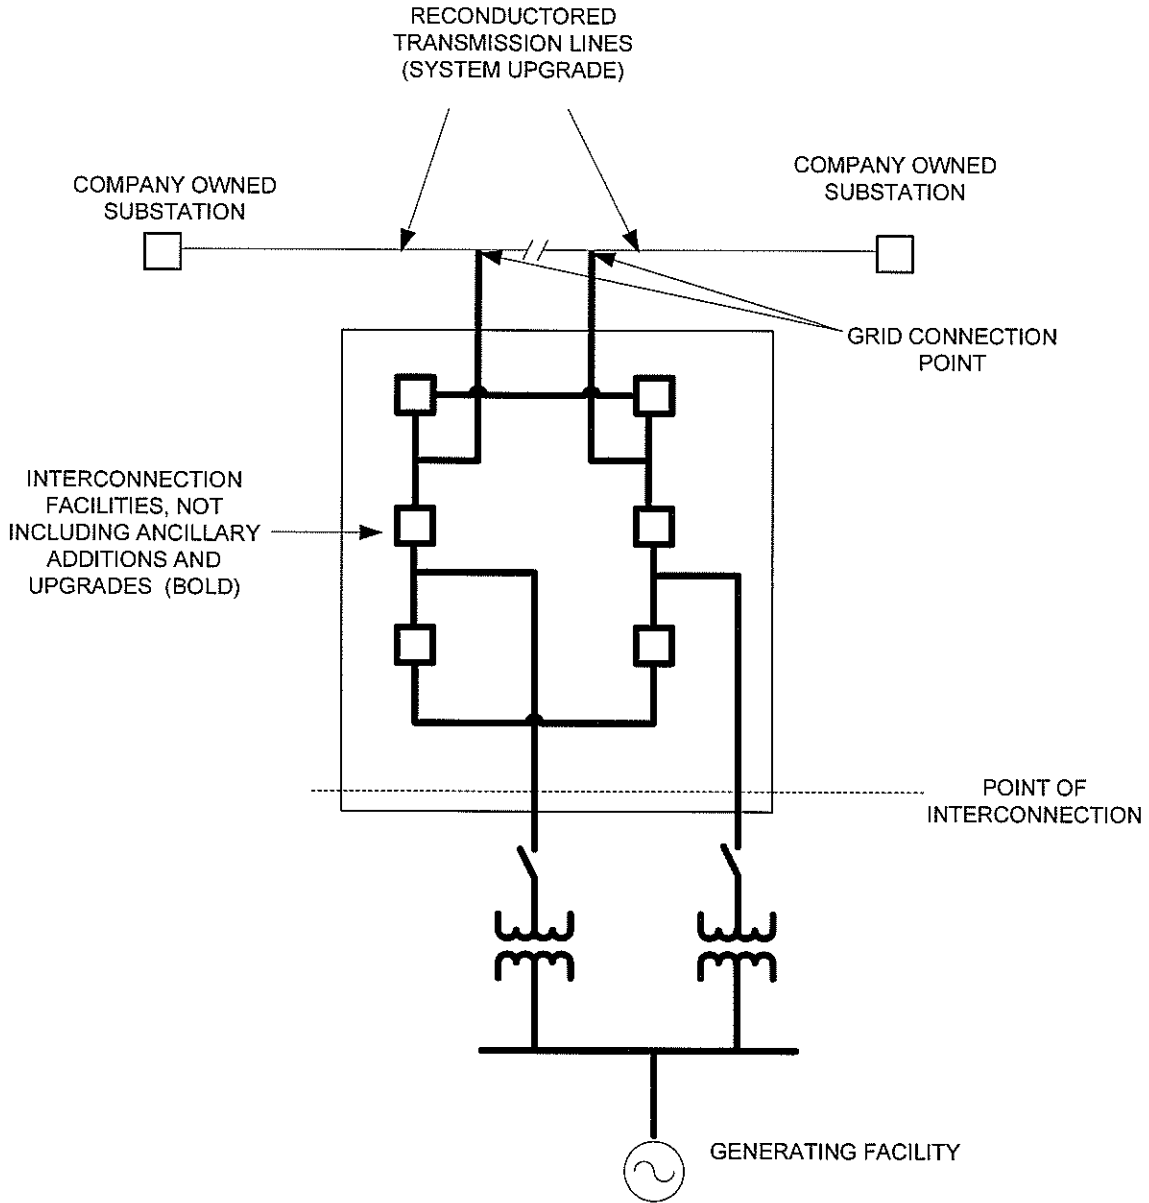 RECONDUCTORED
TRANSMISSION LINES
(SYSTEM UPGRADE)
COMPANY OWNED
SUBSTATION
COMPANY OWNED
SUBSTATION
GRID CONNECTION
POINT
INTERCONNECTION
FACILITIES, NOT
INCLUDING ANCILLARY
ADDITIONS AND
UPGRADES (BOLD)
POINT OF
INTERCONNECTION
GENERATING FACILITY